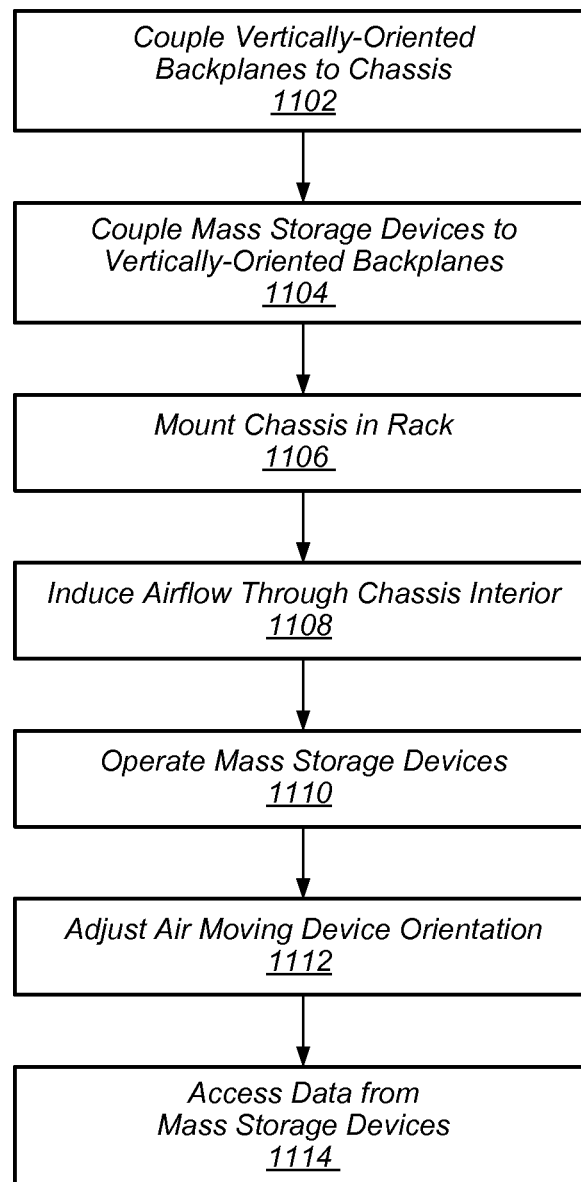 Couple Vertically-Oriented
Backplanes to Chassis
1102
Couple Mass Storage Devices to
Vertically-Oriented Backplanes
1104
Mount Chassis in Rack
1106
Induce Airflow Through Chassis Interior
1108
Operate Mass Storage Devices
1110
Adjust Air Moving Device Orientation
1112
Access Data from
Mass Storage Devices
1114